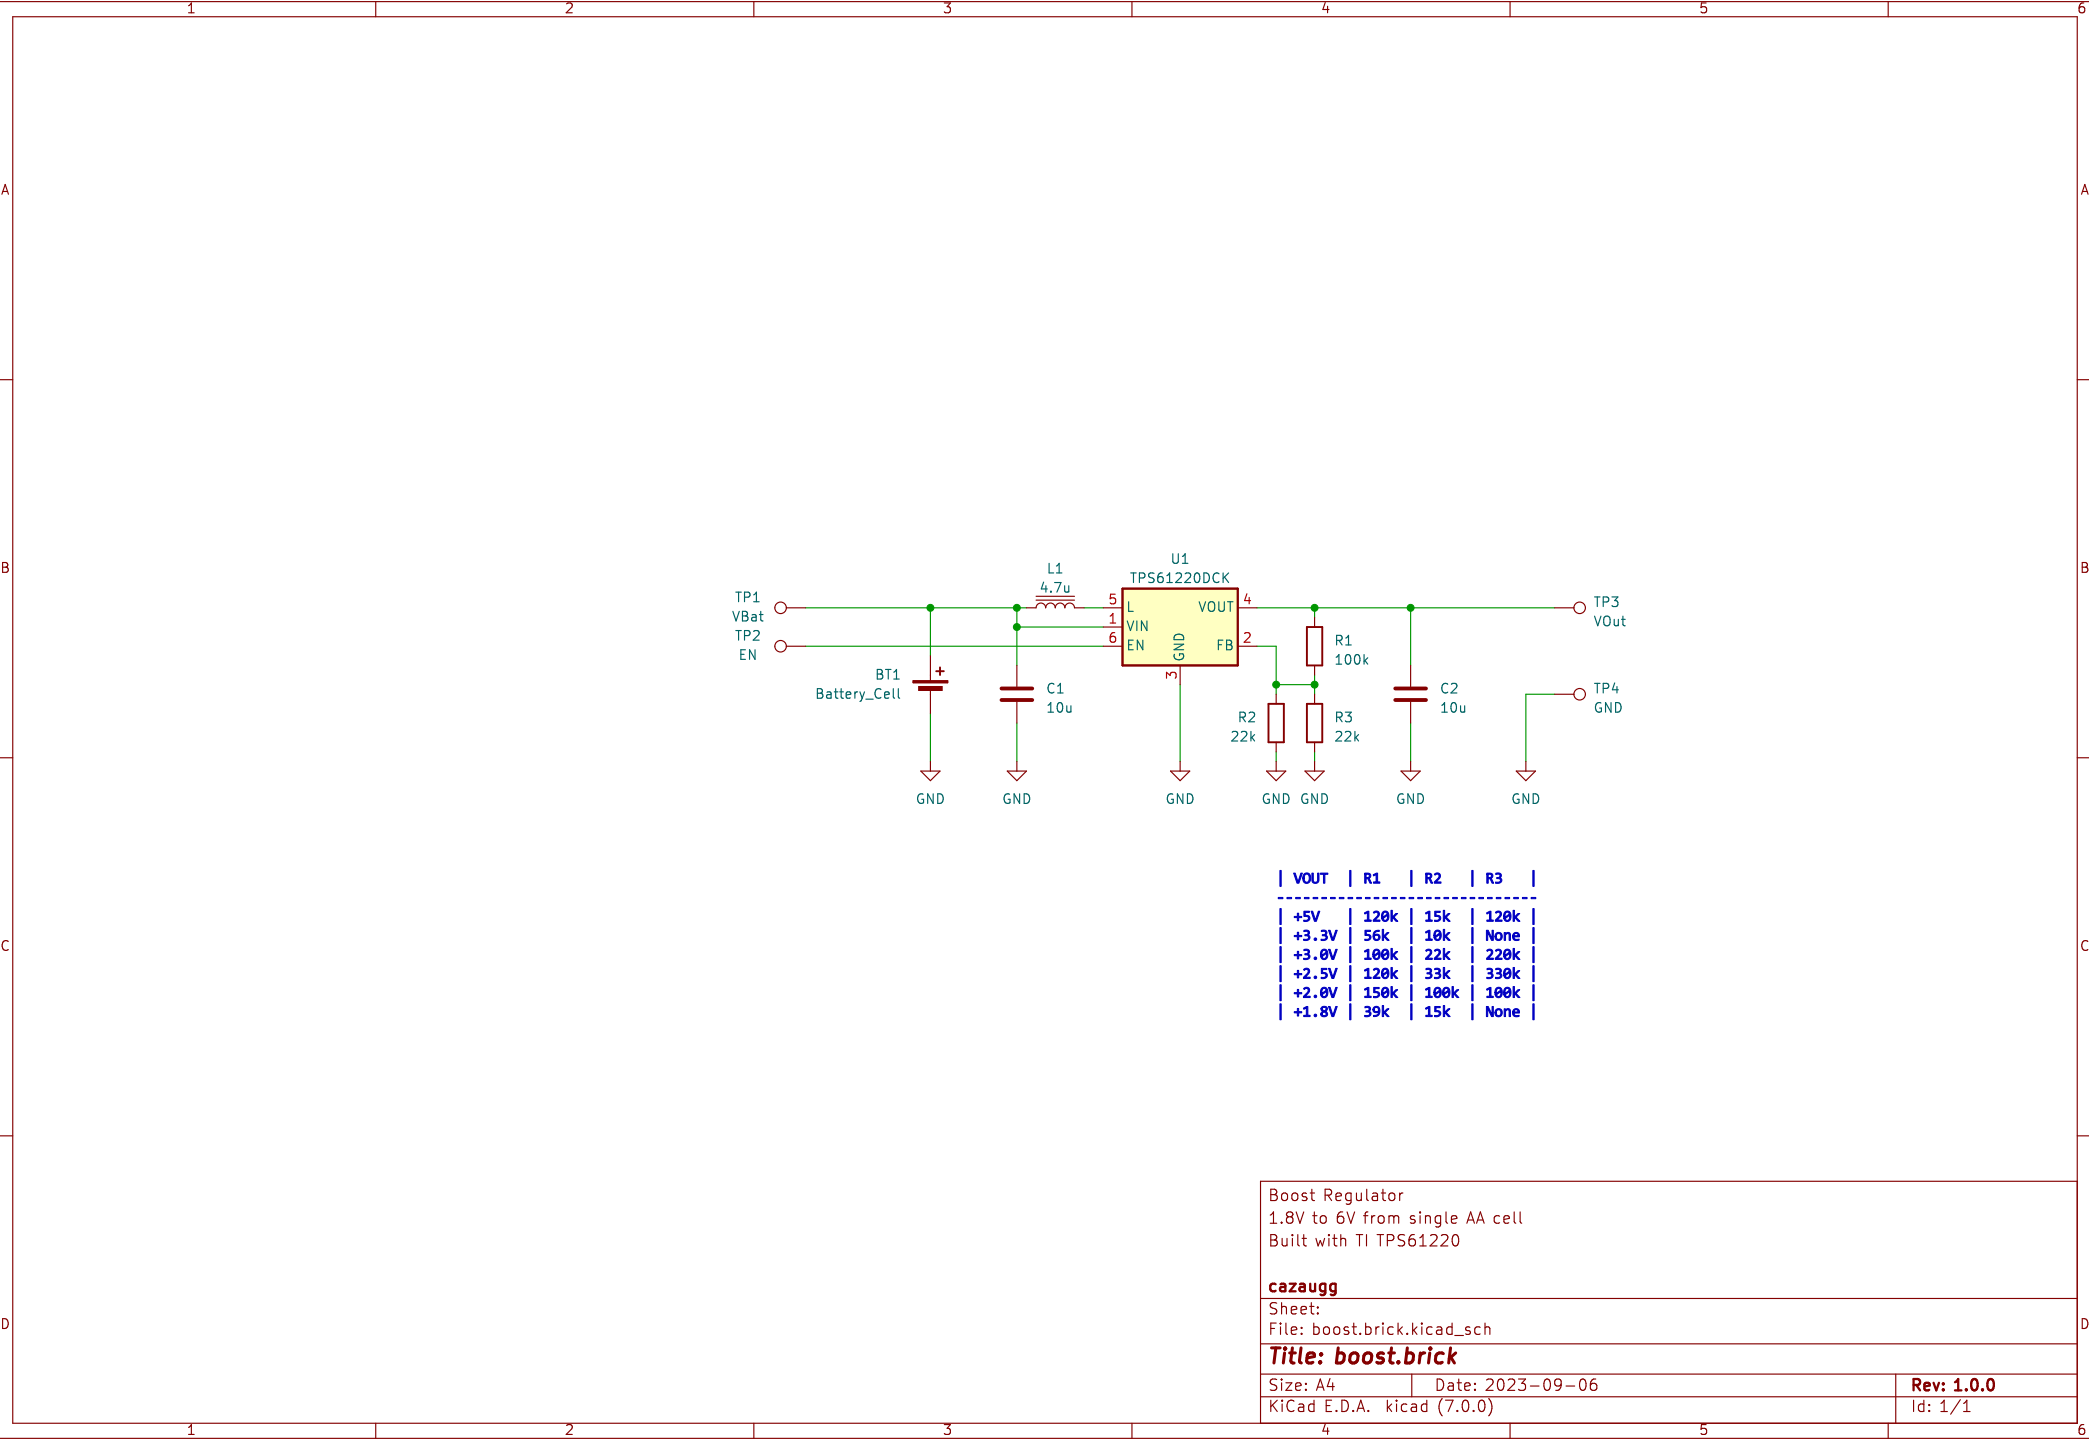 1 2 3 4 5 6
A A
U1
TPS61220DCK
L1
4.7u
TP1
VBat
TP2
EN
5 L
1 VIN
6 EN
GND
3
VOUT 4
FB 2
R1
100k
TP3
VOut
BT1
Battery_Cell
+
C1
10u
R2
22k
R3
22k
C2
10u
TP4
GND
GND GND GND GND GND GND GND
B B
| VOUT | R1 | R2 | R3 |
------------------------------
| +5V | 120k | 15k | 120k |
| +3.3V | 56k | 10k | None |
| +3.0V | 100k | 22k | 220k |
| +2.5V | 120k | 33k | 330k |
| +2.0V | 150k | 100k | 100k |
| +1.8V | 39k | 15k | None |
C C
Boost Regulator
1.8V to 6V from single AA cell
Built with TI TPS61220
cazaugg
Sheet:
File: boost.brick.kicad_sch
Title: boost.brick
Size: A4 Date: 2023-09-06 Rev: 1.0.0
KiCad E.D.A. kicad (7.0.0) Id: 1/1
D D
1 2 3 4 5 6